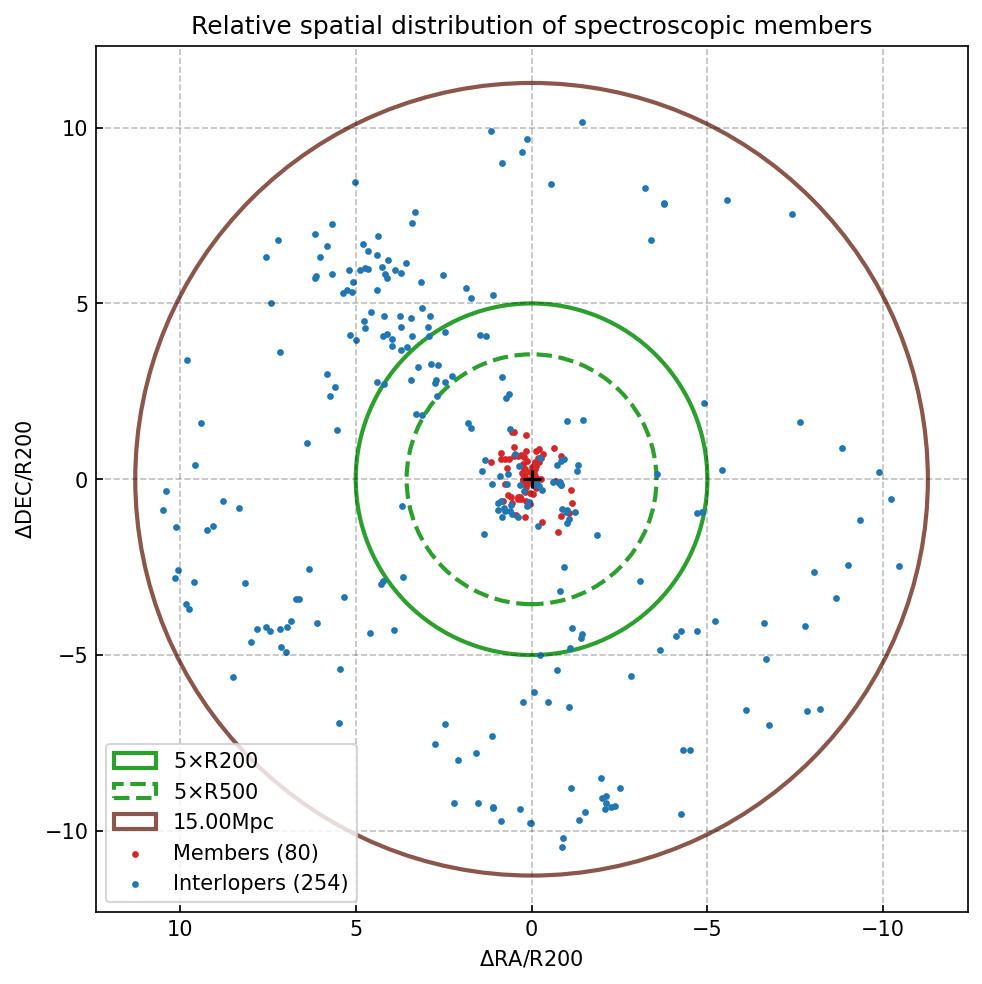 Relative spatial distribution of spectroscopic members
ΔDEC/R200
10
5
0
−5
−10
5×R200
5×R500
15.00Mpc
Members (80)
Interlopers (254)
10
5
0
−5
−10
ΔRA/R200